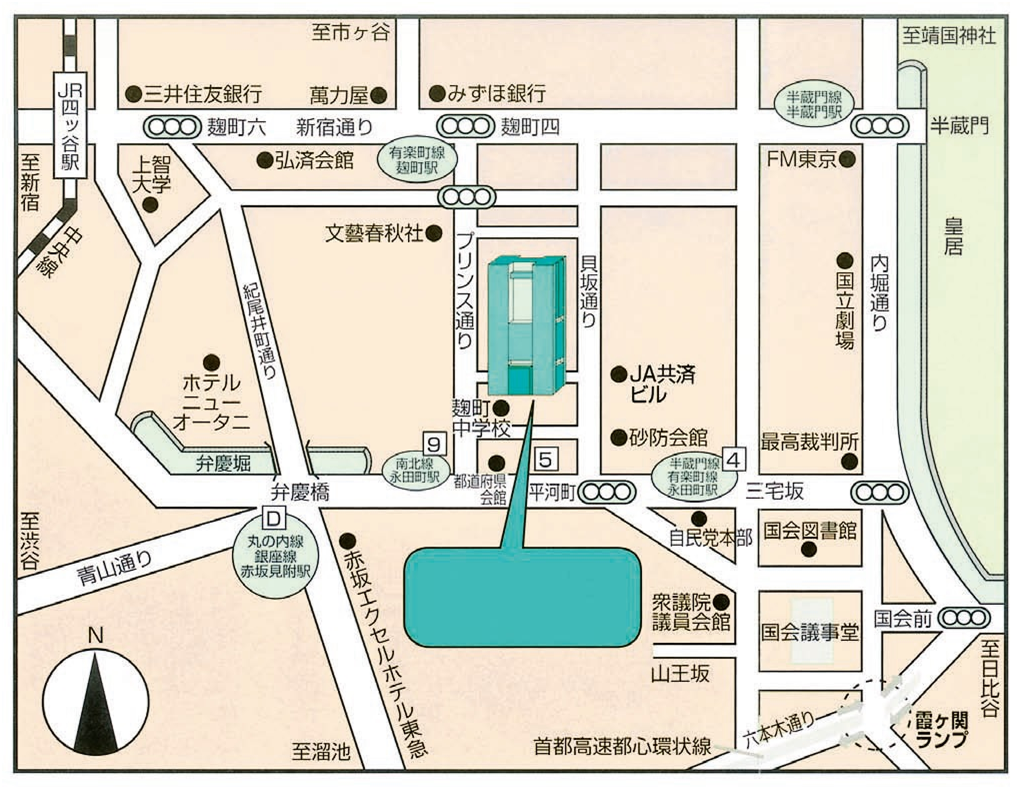 至市ヶ谷
至靖国神社
JR四ッ谷駅
三井住友銀行
萬力屋
みずほ銀行
半蔵門線
半蔵門駅
麹町六
新宿通り
麹町四
半蔵門
至新宿
上智
大学
弘済会館
有楽町線
麹町駅
FM東京
中央線
文藝春秋社
プリンス通り
貝坂通り
国立劇場
内堀通り
皇居
紀尾井町通り
ホテル
ニュー
オータニ
JA共済
ビル
麹町
中学校
砂防会館
最高裁判所
弁慶堀
9
南北線
永田町駅
都道府県
会館
5
平河町
半蔵門線
有楽町線
永田町駅
4
三宅坂
弁慶橋
至渋谷
青山通り
D
丸の内線
銀座線
赤坂見附駅
赤坂エクセルホテル東急
自民党本部
国会図書館
衆議院
議員会館
国会議事堂
国会前
至日比谷
山王坂
N
至溜池
首都高速都心環状線
六本木通り
霞ヶ関
ランプ